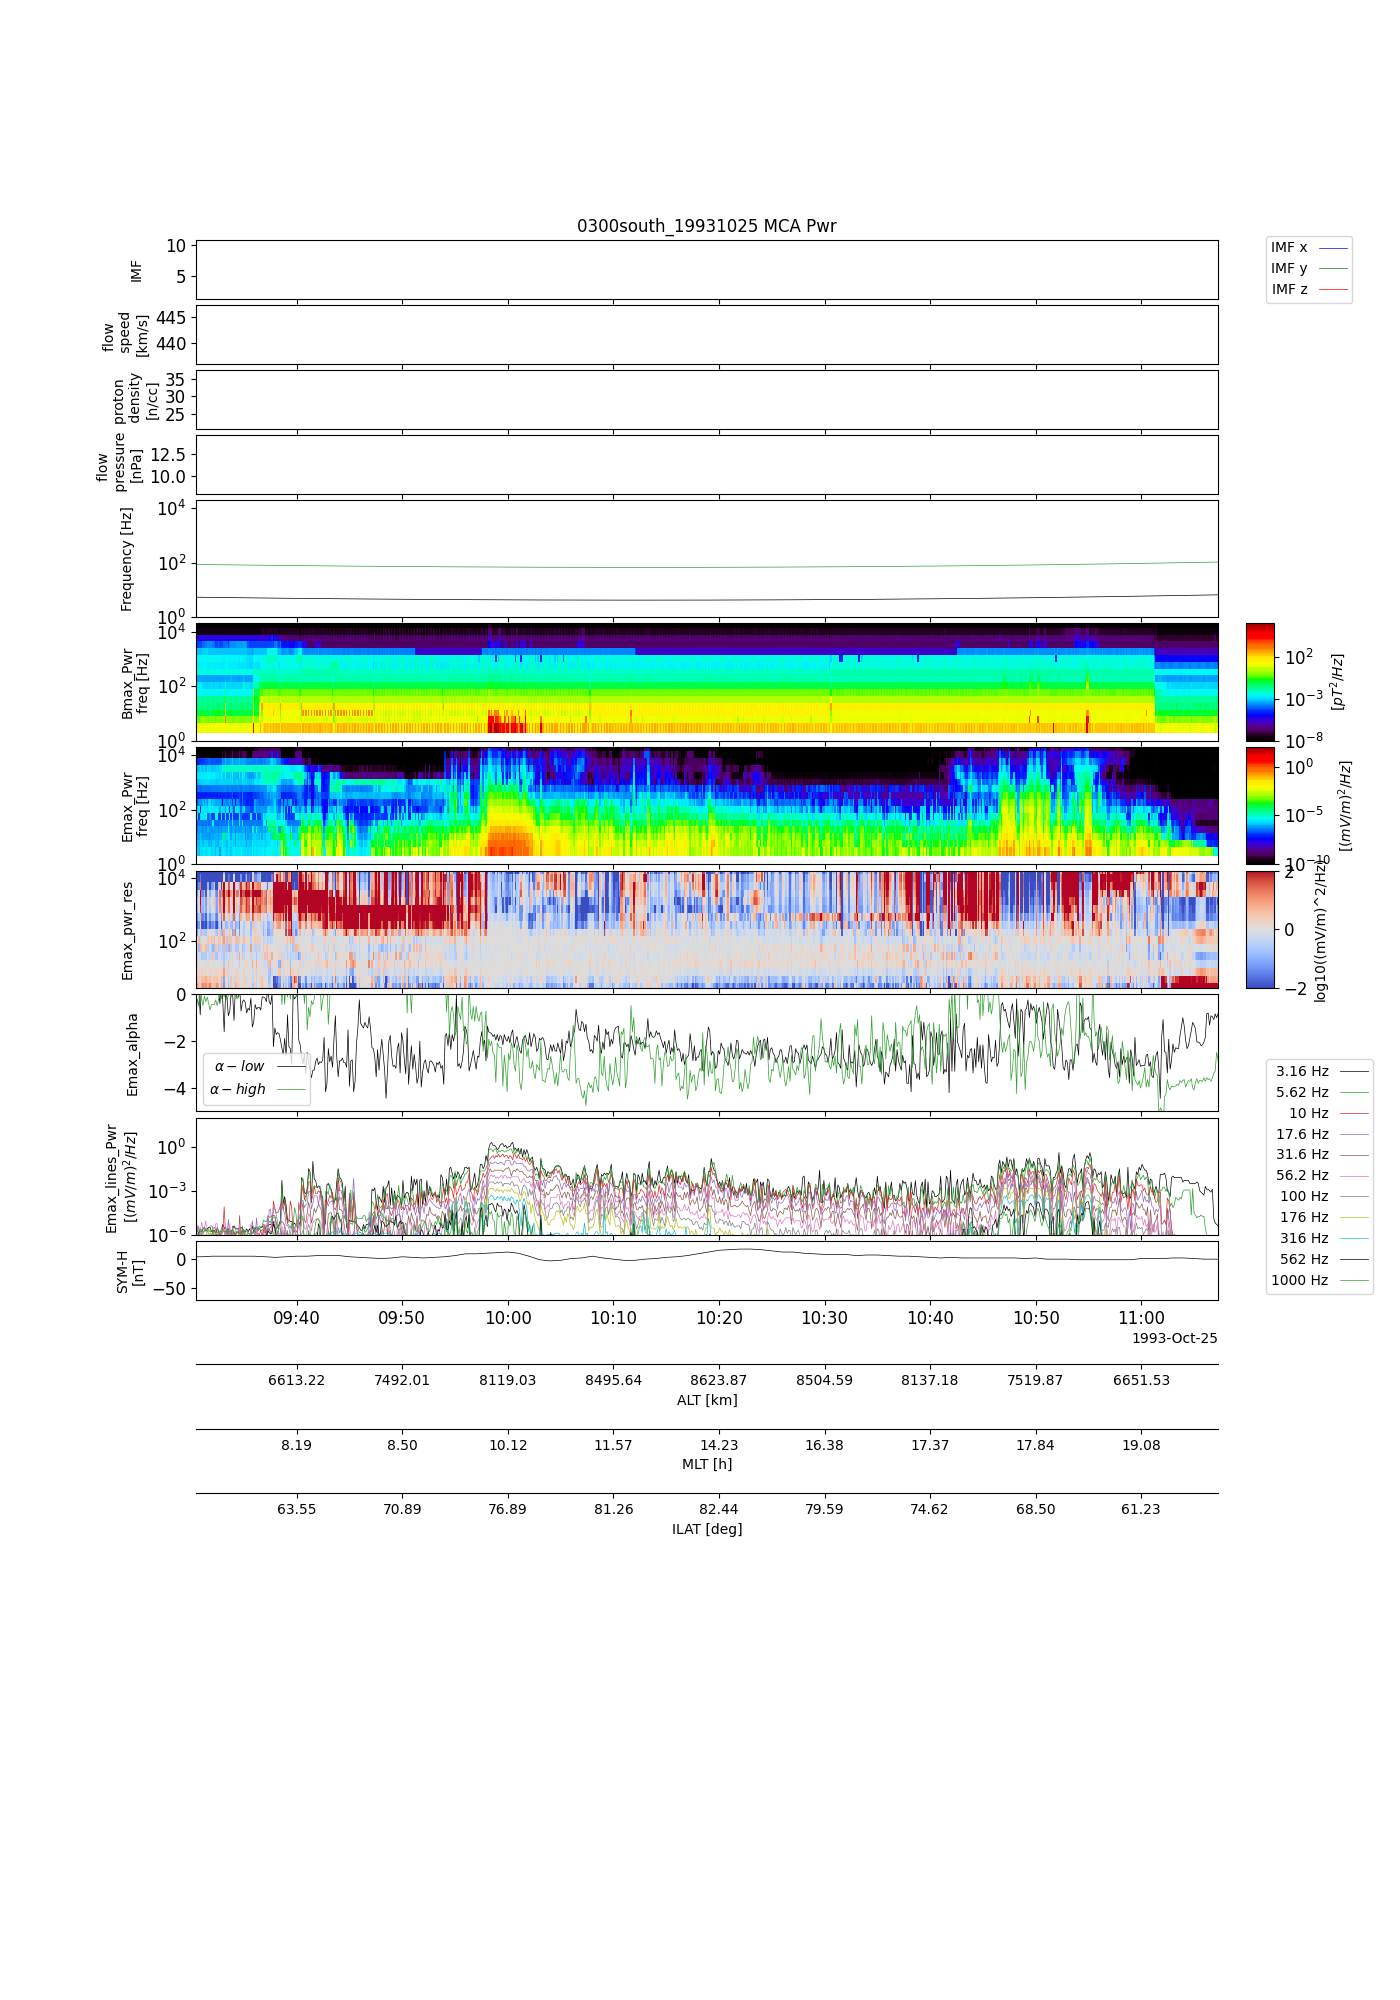 0300south_19931025 MCA Pwr
10
5
IMF
IMF x
IMF y
IMF z
445
440
flow
speed
[km/s]
35
30
25
proton
density
[n/cc]
12.5
10.0
flow
pressure
[nPa]
10^4
10^2
10^0
Frequency [Hz]
10^4
10^2
10^0
Bmax_Pwr
freq [Hz]
10^2
10^−3
10^−8
[pT^2/Hz]
10^4
10^2
10^0
Emax_Pwr
freq [Hz]
10^0
10^−5
10^−10
[(mV/m)^2/Hz]
10^4
10^2
Emax_pwr_res
2
0
−2
log10((mV/m)^2/Hz)
0
−2
−4
Emax_alpha
α − low
α − high
10^0
10^−3
10^−6
Emax_lines_Pwr
[(mV/m)^2/Hz]
3.16 Hz
5.62 Hz
10 Hz
17.6 Hz
31.6 Hz
56.2 Hz
100 Hz
176 Hz
316 Hz
562 Hz
1000 Hz
0
−50
SYM-H
[nT]
09:40 09:50 10:00 10:10 10:20 10:30 10:40 10:50 11:00
1993-Oct-25
6613.22 7492.01 8119.03 8495.64 8623.87 8504.59 8137.18 7519.87 6651.53
ALT [km]
8.19 8.50 10.12 11.57 14.23 16.38 17.37 17.84 19.08
MLT [h]
63.55 70.89 76.89 81.26 82.44 79.59 74.62 68.50 61.23
ILAT [deg]